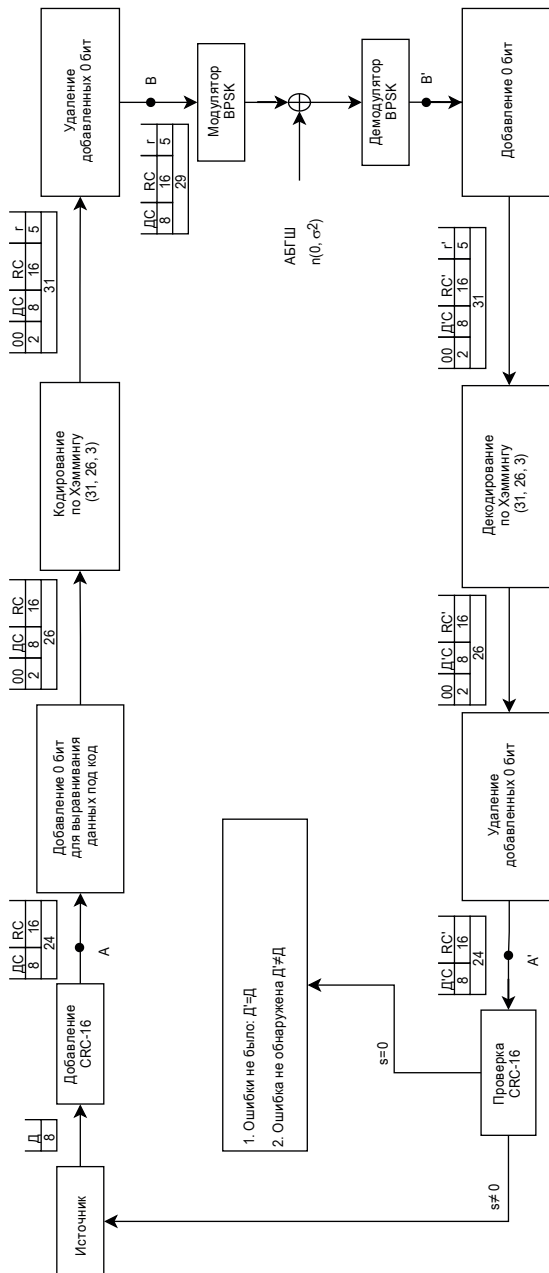 Источник
Д
8
Добавление
CRC-16
ДС RC
8 16
24
A
Добавление 0 бит
для выравнивания
данных под код
00 ДС RC
2 8 16
26
Кодирование
по Хэммингу
(31, 26, 3)
00 ДС RC r
2 8 16 5
31
Удаление
добавленных 0 бит
B
ДС RC r
8 16 5
29
Модулятор
BPSK
АБГШ
n(0, σ2)
Демодулятор
BPSK
B'
Добавление 0 бит
00 Д'С RC' r'
2 8 16 5
31
Декодирование
по Хэммингу
(31, 26, 3)
00 Д'С RC'
2 8 16
26
Удаление
добавленных 0 бит
Д'С RC'
8 16
24
A'
Проверка
CRC-16
s=0
1. Ошибки не было: Д'=Д
2. Ошибка не обнаружена Д'≠Д
s≠ 0